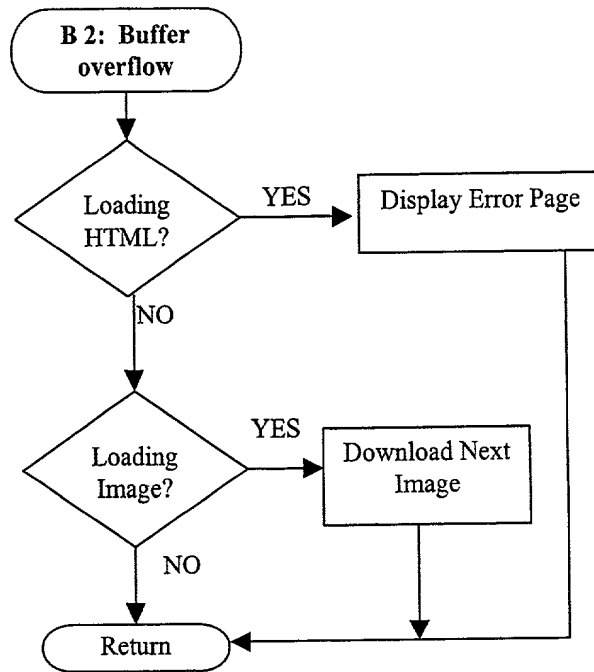 B 2: Buffer
overflow
Loading
HTML?
YES
Display Error Page
NO
Loading
Image?
YES
Download Next
Image
NO
Return